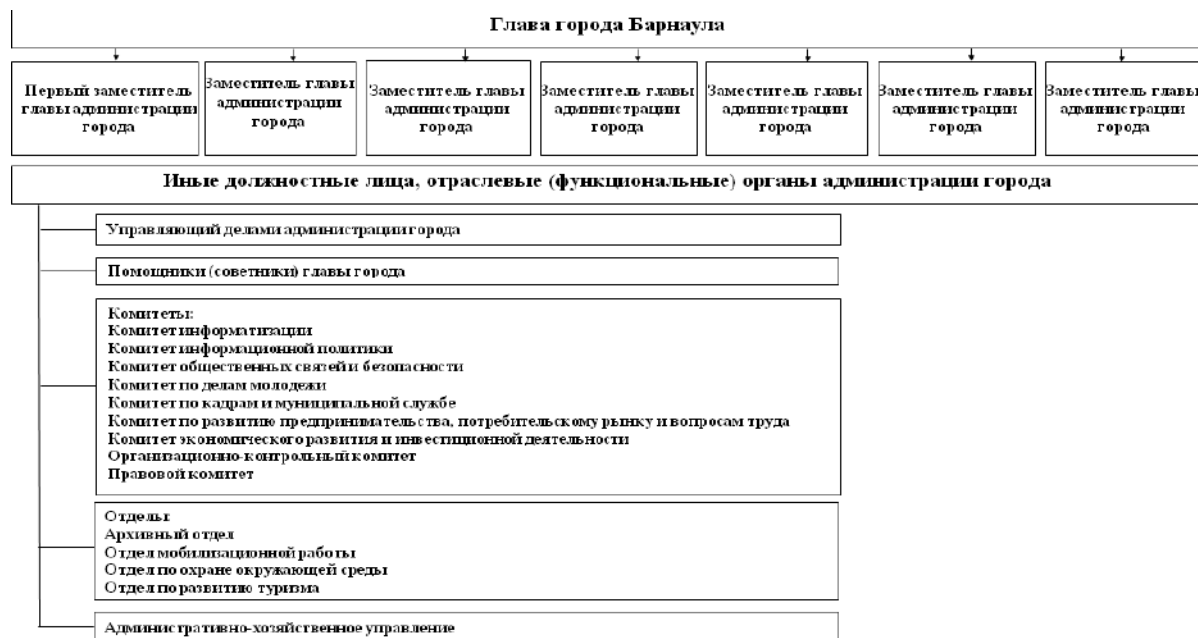 Глава города Барнаула
Первый заместитель
главы администрации
города
Заместитель главы
администрации
города
Заместитель главы
администрации
города
Заместитель главы
администрации
города
Заместитель главы
администрации
города
Заместитель главы
администрации
города
Заместитель главы
администрации
города
Иные должностные лица, отраслевые (функциональные) органы администрации города
Управляющий делами администрации города
Помощники (советники) главы города
Комитеты:
Комитет информатизации
Комитет информационной политики
Комитет общественных связей и безопасности
Комитет по делам молодежи
Комитет по кадрам и муниципальной службе
Комитет по развитию предпринимательства, потребительскому рынку и вопросам труда
Комитет экономического развития и инвестиционной деятельности
Организационно-контрольный комитет
Правовой комитет
Отделы:
Архивный отдел
Отдел мобилизационной работы
Отдел по охране окружающей среды
Отдел по развитию туризма
Административно-хозяйственное управление